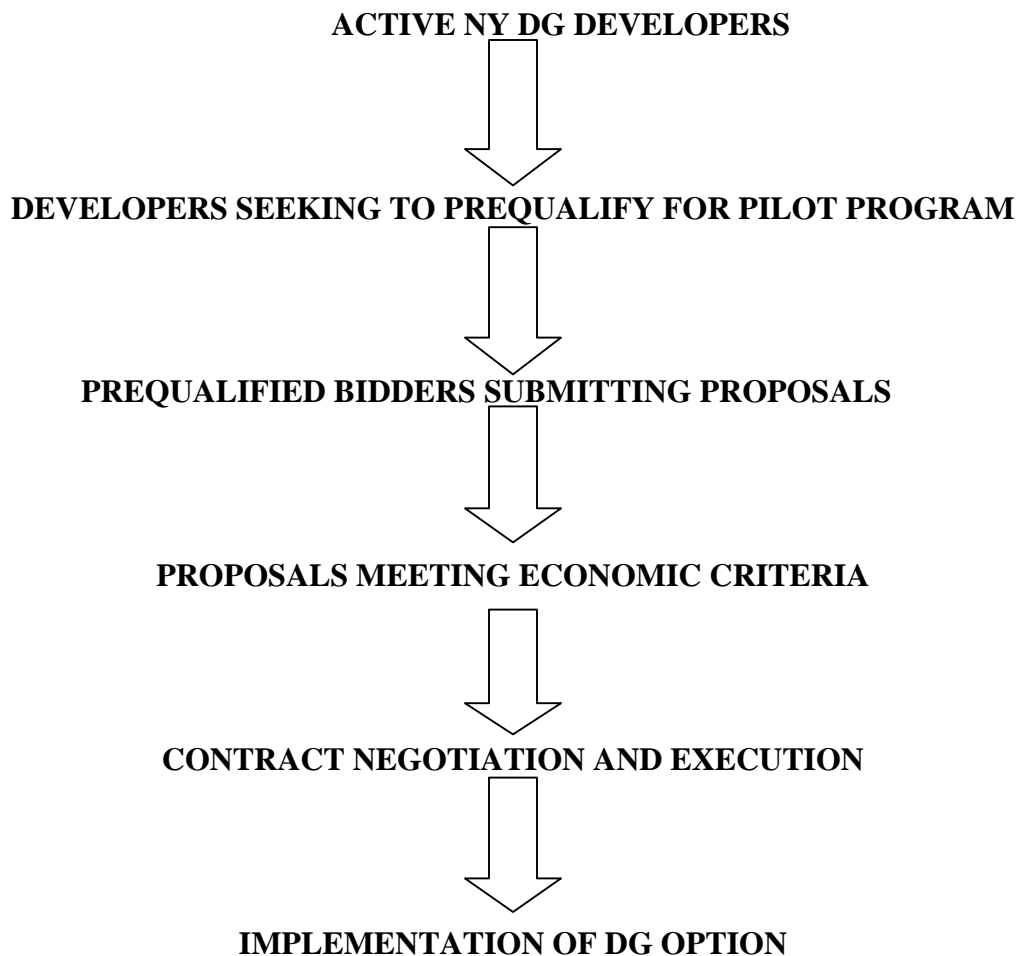 ACTIVE NY DG DEVELOPERS
DEVELOPERS SEEKING TO PREQUALIFY FOR PILOT PROGRAM
PREQUALIFIED BIDDERS SUBMITTING PROPOSALS
PROPOSALS MEETING ECONOMIC CRITERIA
CONTRACT NEGOTIATION AND EXECUTION
IMPLEMENTATION OF DG OPTION